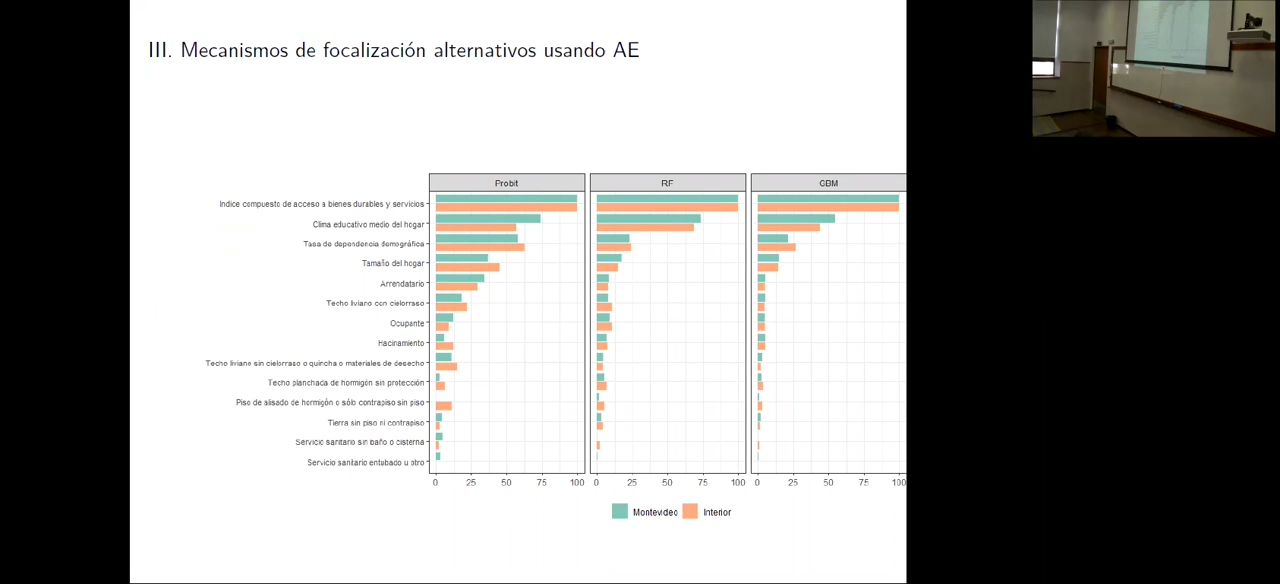 III. Mecanismos de focalización alternativos usando AE
Probit
RF
GBM
Indice compuesto de acceso a bienes durables y servicios
Clima educativo medio del hogar
Tasa de dependencia demográfica
Tamaño del hogar
Arrendatario
Techo liviano con cielorraso
Ocupante
Hacinamiento
Techo liviano sin cielorraso o quincha o materiales de desecho
Techo planchada de hormigón sin protección
Piso de alisado de hormigón o sólo contrapiso sin piso
Tierra sin piso ni contrapiso
Servicio sanitario sin baño o cisterna
Servicio sanitario entubado u otro
0 25 50 75 100
0 25 50 75 100
0 25 50 75 100
Montevideo
Interior